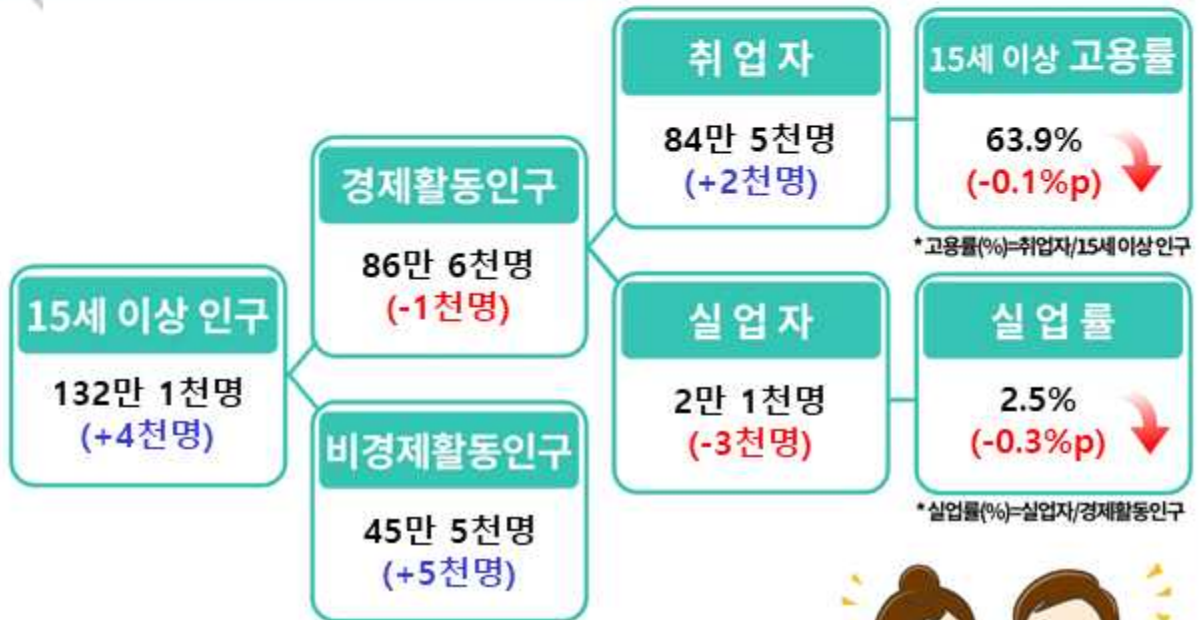 15세 이상 인구
132만 1천명
(+4천명)
경제활동인구
86만 6천명
(-1천명)
비경제활동인구
45만 5천명
(+5천명)
취업자
84만 5천명
(+2천명)
15세 이상 고용률
63.9%
(-0.1%p)
* 고용률(%)=취업자/15세 이상 인구
실업자
2만 1천명
(-3천명)
실업률
2.5%
(-0.3%p)
* 실업률(%)=실업자/경제활동인구